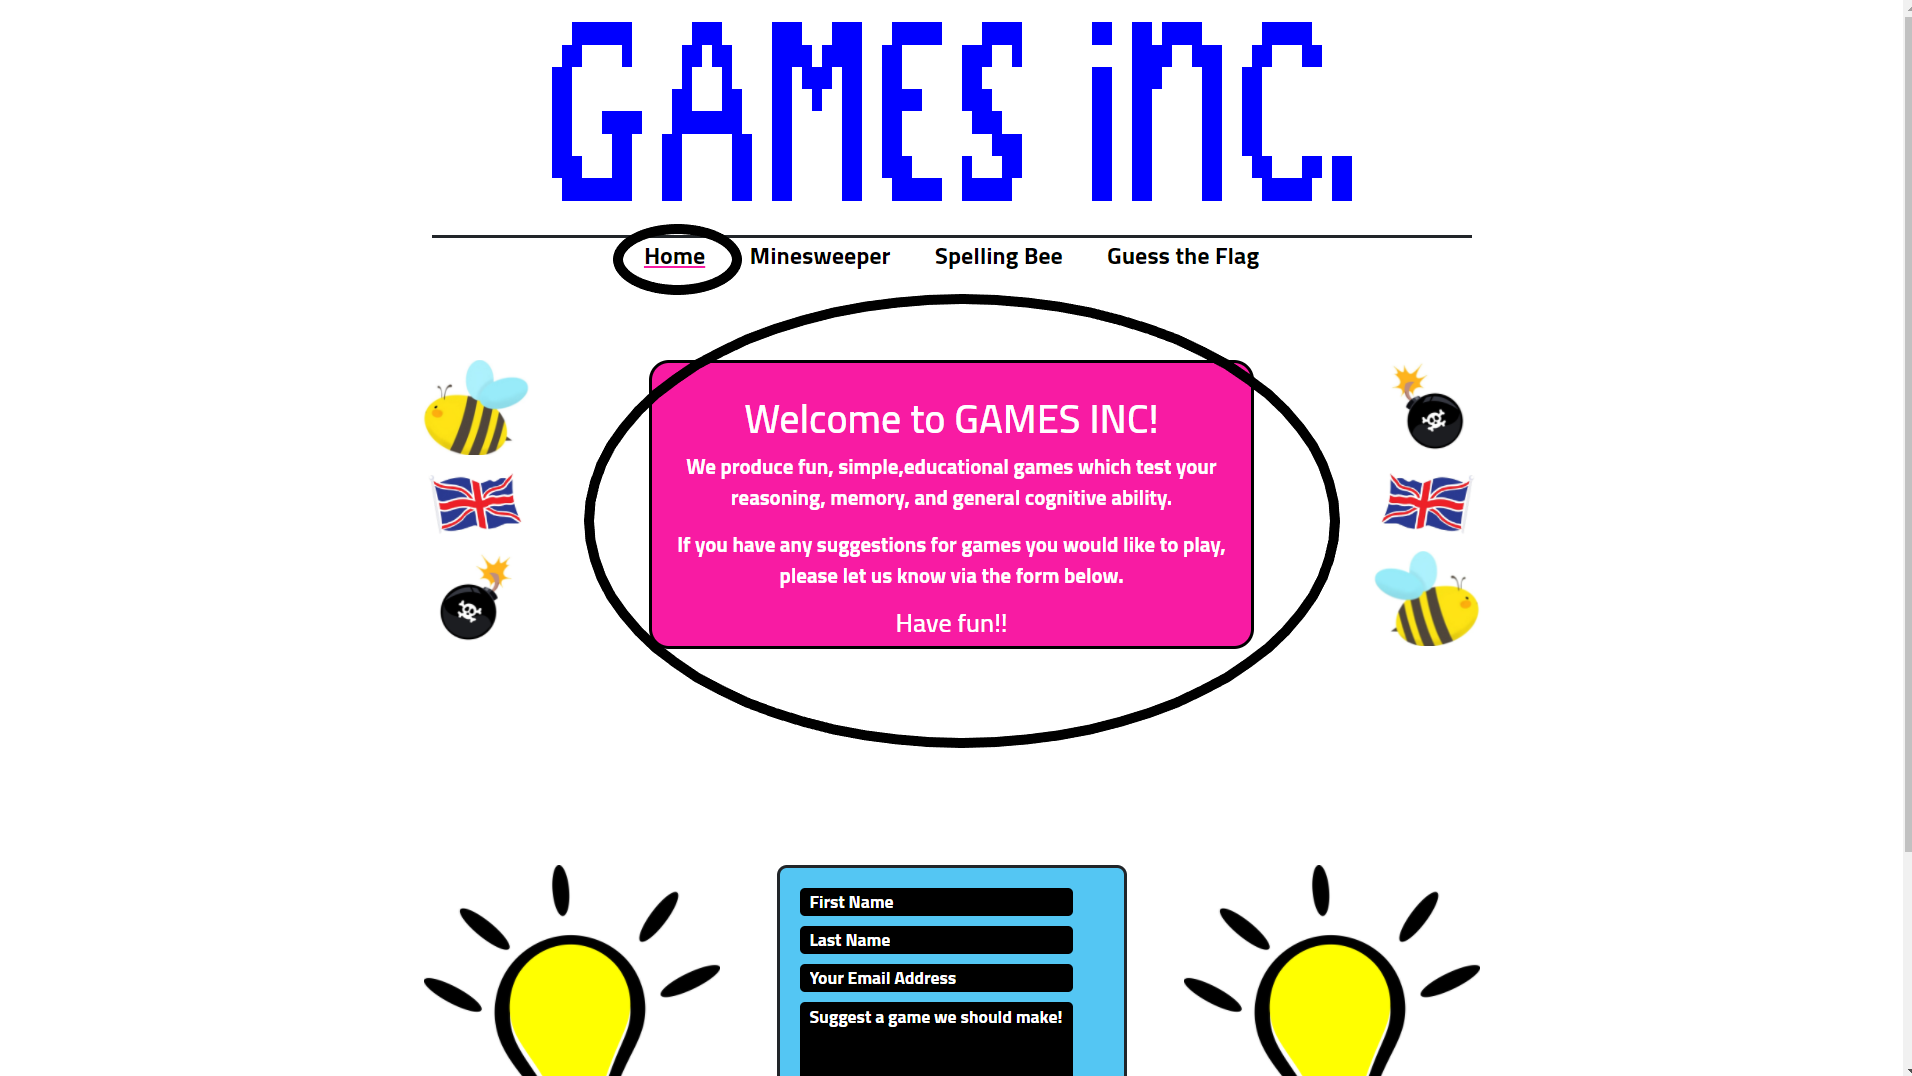 GAMES iNC.
Home Minesweeper Spelling Bee Guess the Flag
Welcome to GAMES INC!
We produce fun, simple,educational games which test your
reasoning, memory, and general cognitive ability.
If you have any suggestions for games you would like to play,
please let us know via the form below.
Have fun!!
First Name
Last Name
Your Email Address
Suggest a game we should make!